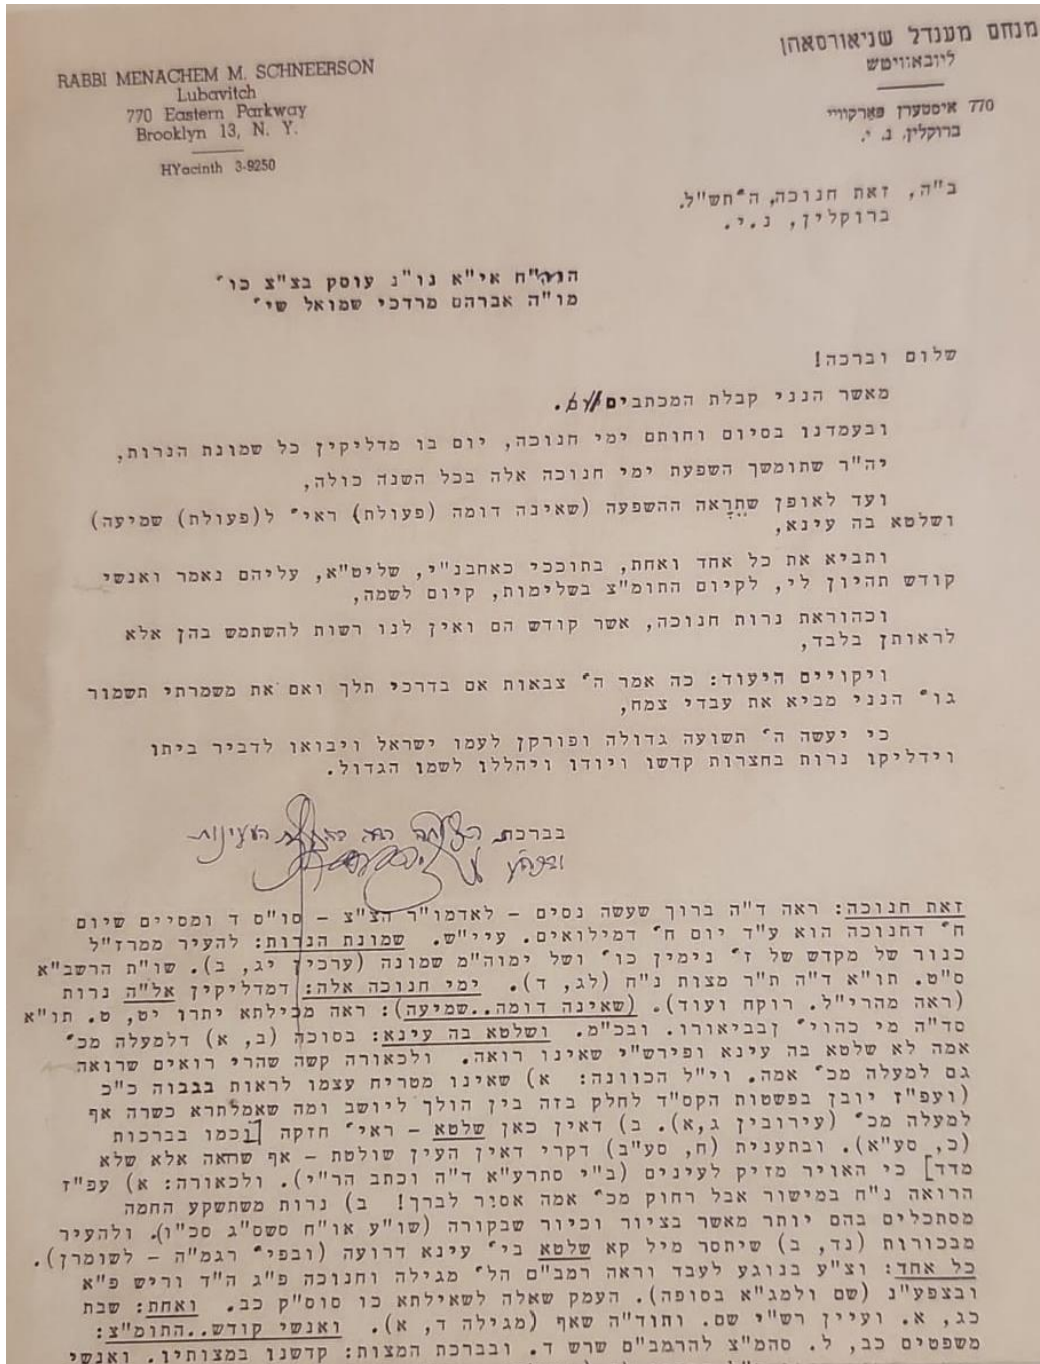 RABBI MENACHEM M. SCHNEERSON
Lubavitch
770 Eastern Parkway
Brooklyn 13, N. Y.
HYacinth 3-9250
מנחם מענדל שניאורסאהן
ליובאוויטש
770 איסטערן פארקוויי
ברוקלין, נ. י.
ב"ה, זאת חנוכה, ה'תש"ל.
ברוקלין, נ.י.
הוו"ח אי"א נו"נ עוסק בצ"צ כו'
מו"ה אברהם מרדכי שמואל שי'
שלום וברכה!
מאשר הנני קבלת המכתבים.
ובעמדנו בסיום וחותם ימי חנוכה, יום בו מדליקין כל שמונת הנרות,
יה"ר שתומשך השפעת ימי חנוכה אלה בכל השנה כולה,
ועד לאופן שתראה ההשפעה (שאינה דומה (פעולת) ראי' ל(פעולת) שמיעה)
ושלטא בה עינא,
ותביא את כל אחד ואחת, בתוככי כאחבנ"י, שליט"א, עליהם נאמר ואנשי
קודש תהיון לי, לקיום התומ"צ בשלימות, קיום לשמה,
וכהוראת נרות חנוכה, אשר קודש הם ואין לנו רשות להשתמש בהן אלא
לראותן בלבד,
ויקויים היעוד: כה אמר ה' צבאות אם בדרכי תלך ואם את משמרתי תשמור
גו' הנני מביא את עבדי צמח,
כי יעשה ה' תשועה גדולה ופורקן לעמו ישראל ויבואו לדביר ביתו
וידליקו נרות בחצרות קדשו ויודו ויהללו לשמו הגדול.
בברכת
זאת חנוכה: ראה ד"ה ברוך שעשה נסים - לאדמו"ר הצ"צ - סו"ס ד ומסיים שיום
ח' דחנוכה הוא ע"ד יום ח' דמילואים. עיי"ש. שמונת הנרות: להעיר ממרז"ל
כנור של מקדש של ז' נימין כו' ושל ימוה"מ שמונה (ערכין יג, ב). שו"ת הרשב"א
ס"ט. תו"א ד"ה ת"ר מצות נ"ח (לג, ד). ימי חנוכה אלה: דמדליקין אל"ה נרות
(ראה מהרי"ל. רוקח ועוד). (שאינה דומה..שמיעה): ראה מכילתא יתרו יט, ט. תו"א
סד"ה מי כהוי' ובביאורו. ובכ"מ. ושלטא בה עינא: בסוכה (ב, א) דלמעלה מכ'
אמה לא שלטא בה עינא ופירש"י שאינו רואה. ולכאורה קשה שהרי רואים שרואה
גם למעלה מכ' אמה. וי"ל הכוונה: א) שאינו מטריח עצמו לראות בגבוה כ"כ
(ועפ"ז יובן בפשטות הקס"ד לחלק בזה בין הולך ליושב ומה שאמלתרא כשרה אף
למעלה מכ' (עירובין ג,א). ב) דאין כאן שלטא - ראי' חזקה [וכמו בברכות
(כ, סע"א). ובתענית (ח, סע"ב) דקרי דאין העין שולטת - אף שרואה אלא שלא
מדד] כי האויר מזיק לעינים (ב"י סתרע"א ד"ה וכתב הר"י). ולכאורה: א) עפ"ז
הרואה נ"ח במישור אבל רחוק מכ' אמה אסור לברך! ב) נרות משתשקע החמה
מסתכלים בהם יותר מאשר בציור וכיור שבקורה (שו"ע או"ח סשס"ג סכ"ו). ולהעיר
מבכורות (נד, ב) שיתסר מיל קא שלטא בי' עינא דרועה (ובפי' רגמ"ה - לשומרן).
כל אחד: וצ"ע בנוגע לעבד וראה רמב"ם הל' מגילה וחנוכה פ"ג ה"ד וריש פ"א
ובצפע"נ (שם ולמג"א בסופה). העמק שאלה לשאילתא כו סוס"ק כב. ואחת: שבת
כג, א. ועיין רש"י שם. ותוד"ה שאף (מגילה ד, א). ואנשי קודש..התומ"צ:
משפטים כב, ל. סהמ"צ להרמב"ם שרש ד. ובברכת המצות: קדשנו במצותיו. ואנשי